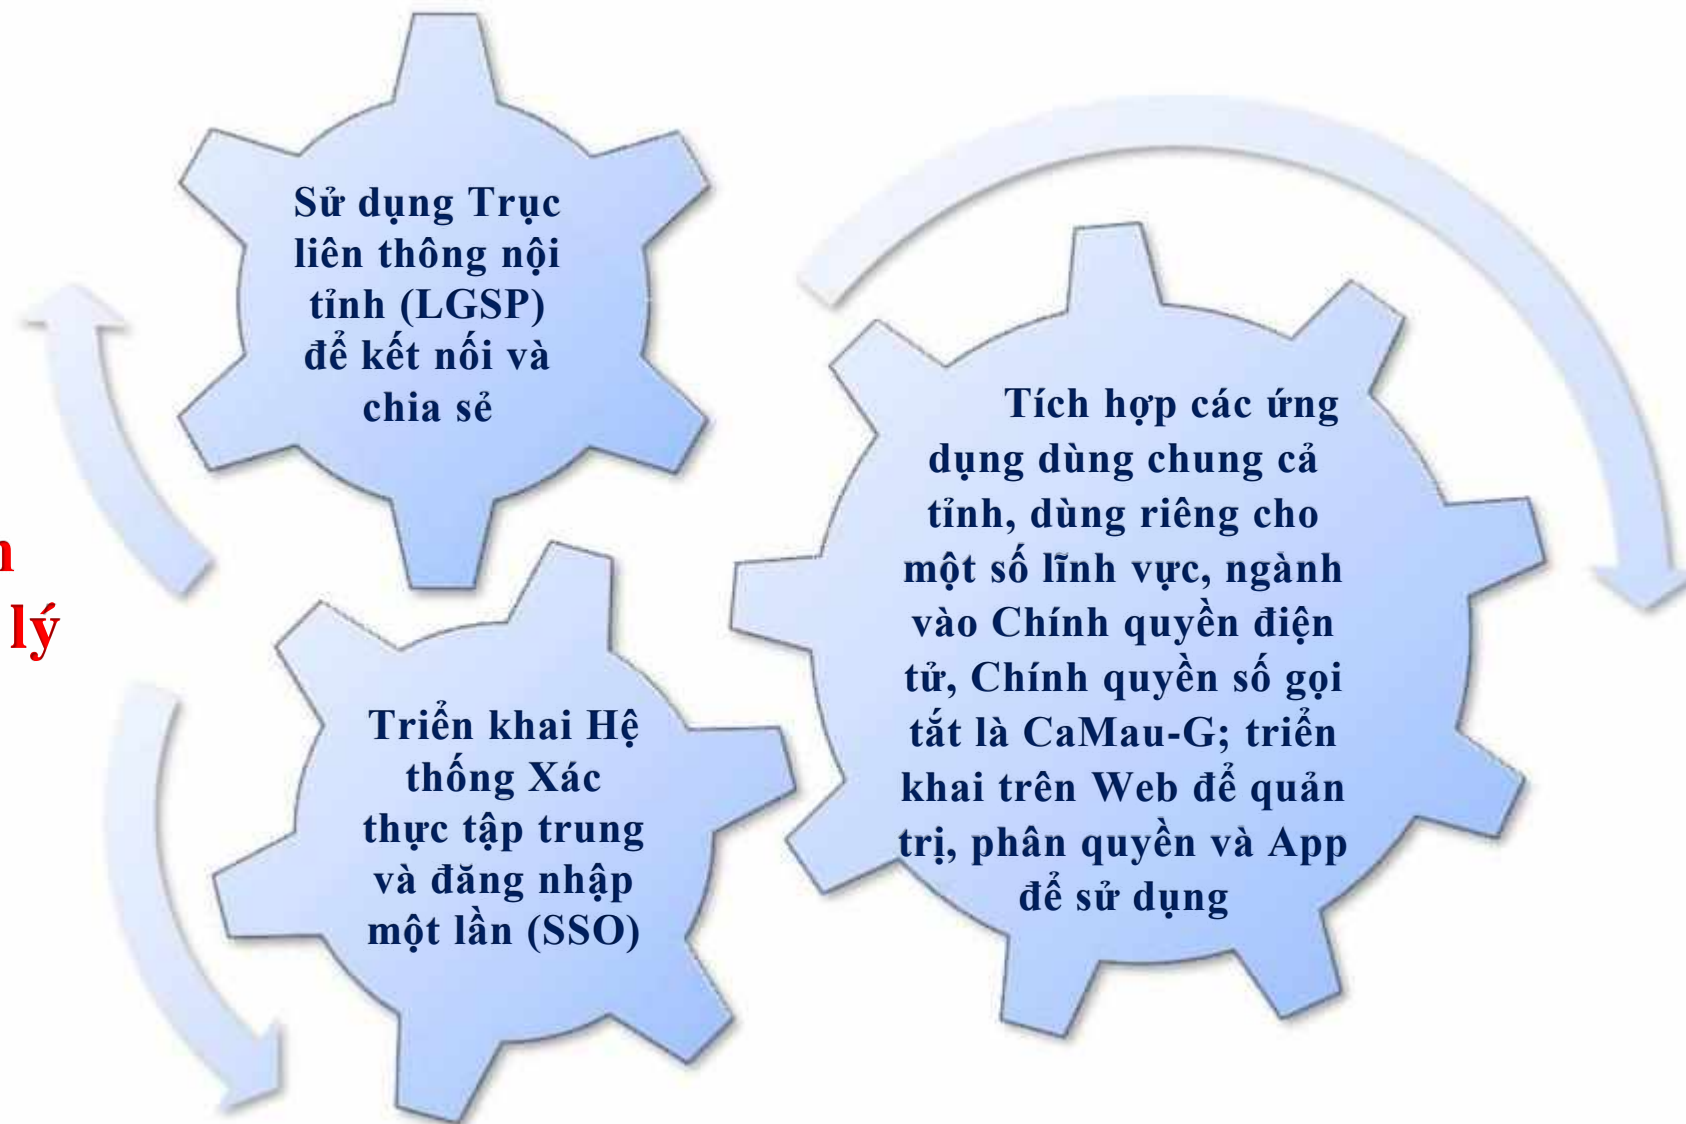 Sử dụng Trục
liên thông nội
tỉnh (LGSP)
để kết nối và
chia sẻ
lý
Triển khai Hệ
thống Xác
thực tập trung
và đăng nhập
một lần (SSO)
Tích hợp các ứng
dụng dùng chung cả
tỉnh, dùng riêng cho
một số lĩnh vực, ngành
vào Chính quyền điện
tử, Chính quyền số gọi
tắt là CaMau-G; triển
khai trên Web để quản
trị, phân quyền và App
để sử dụng